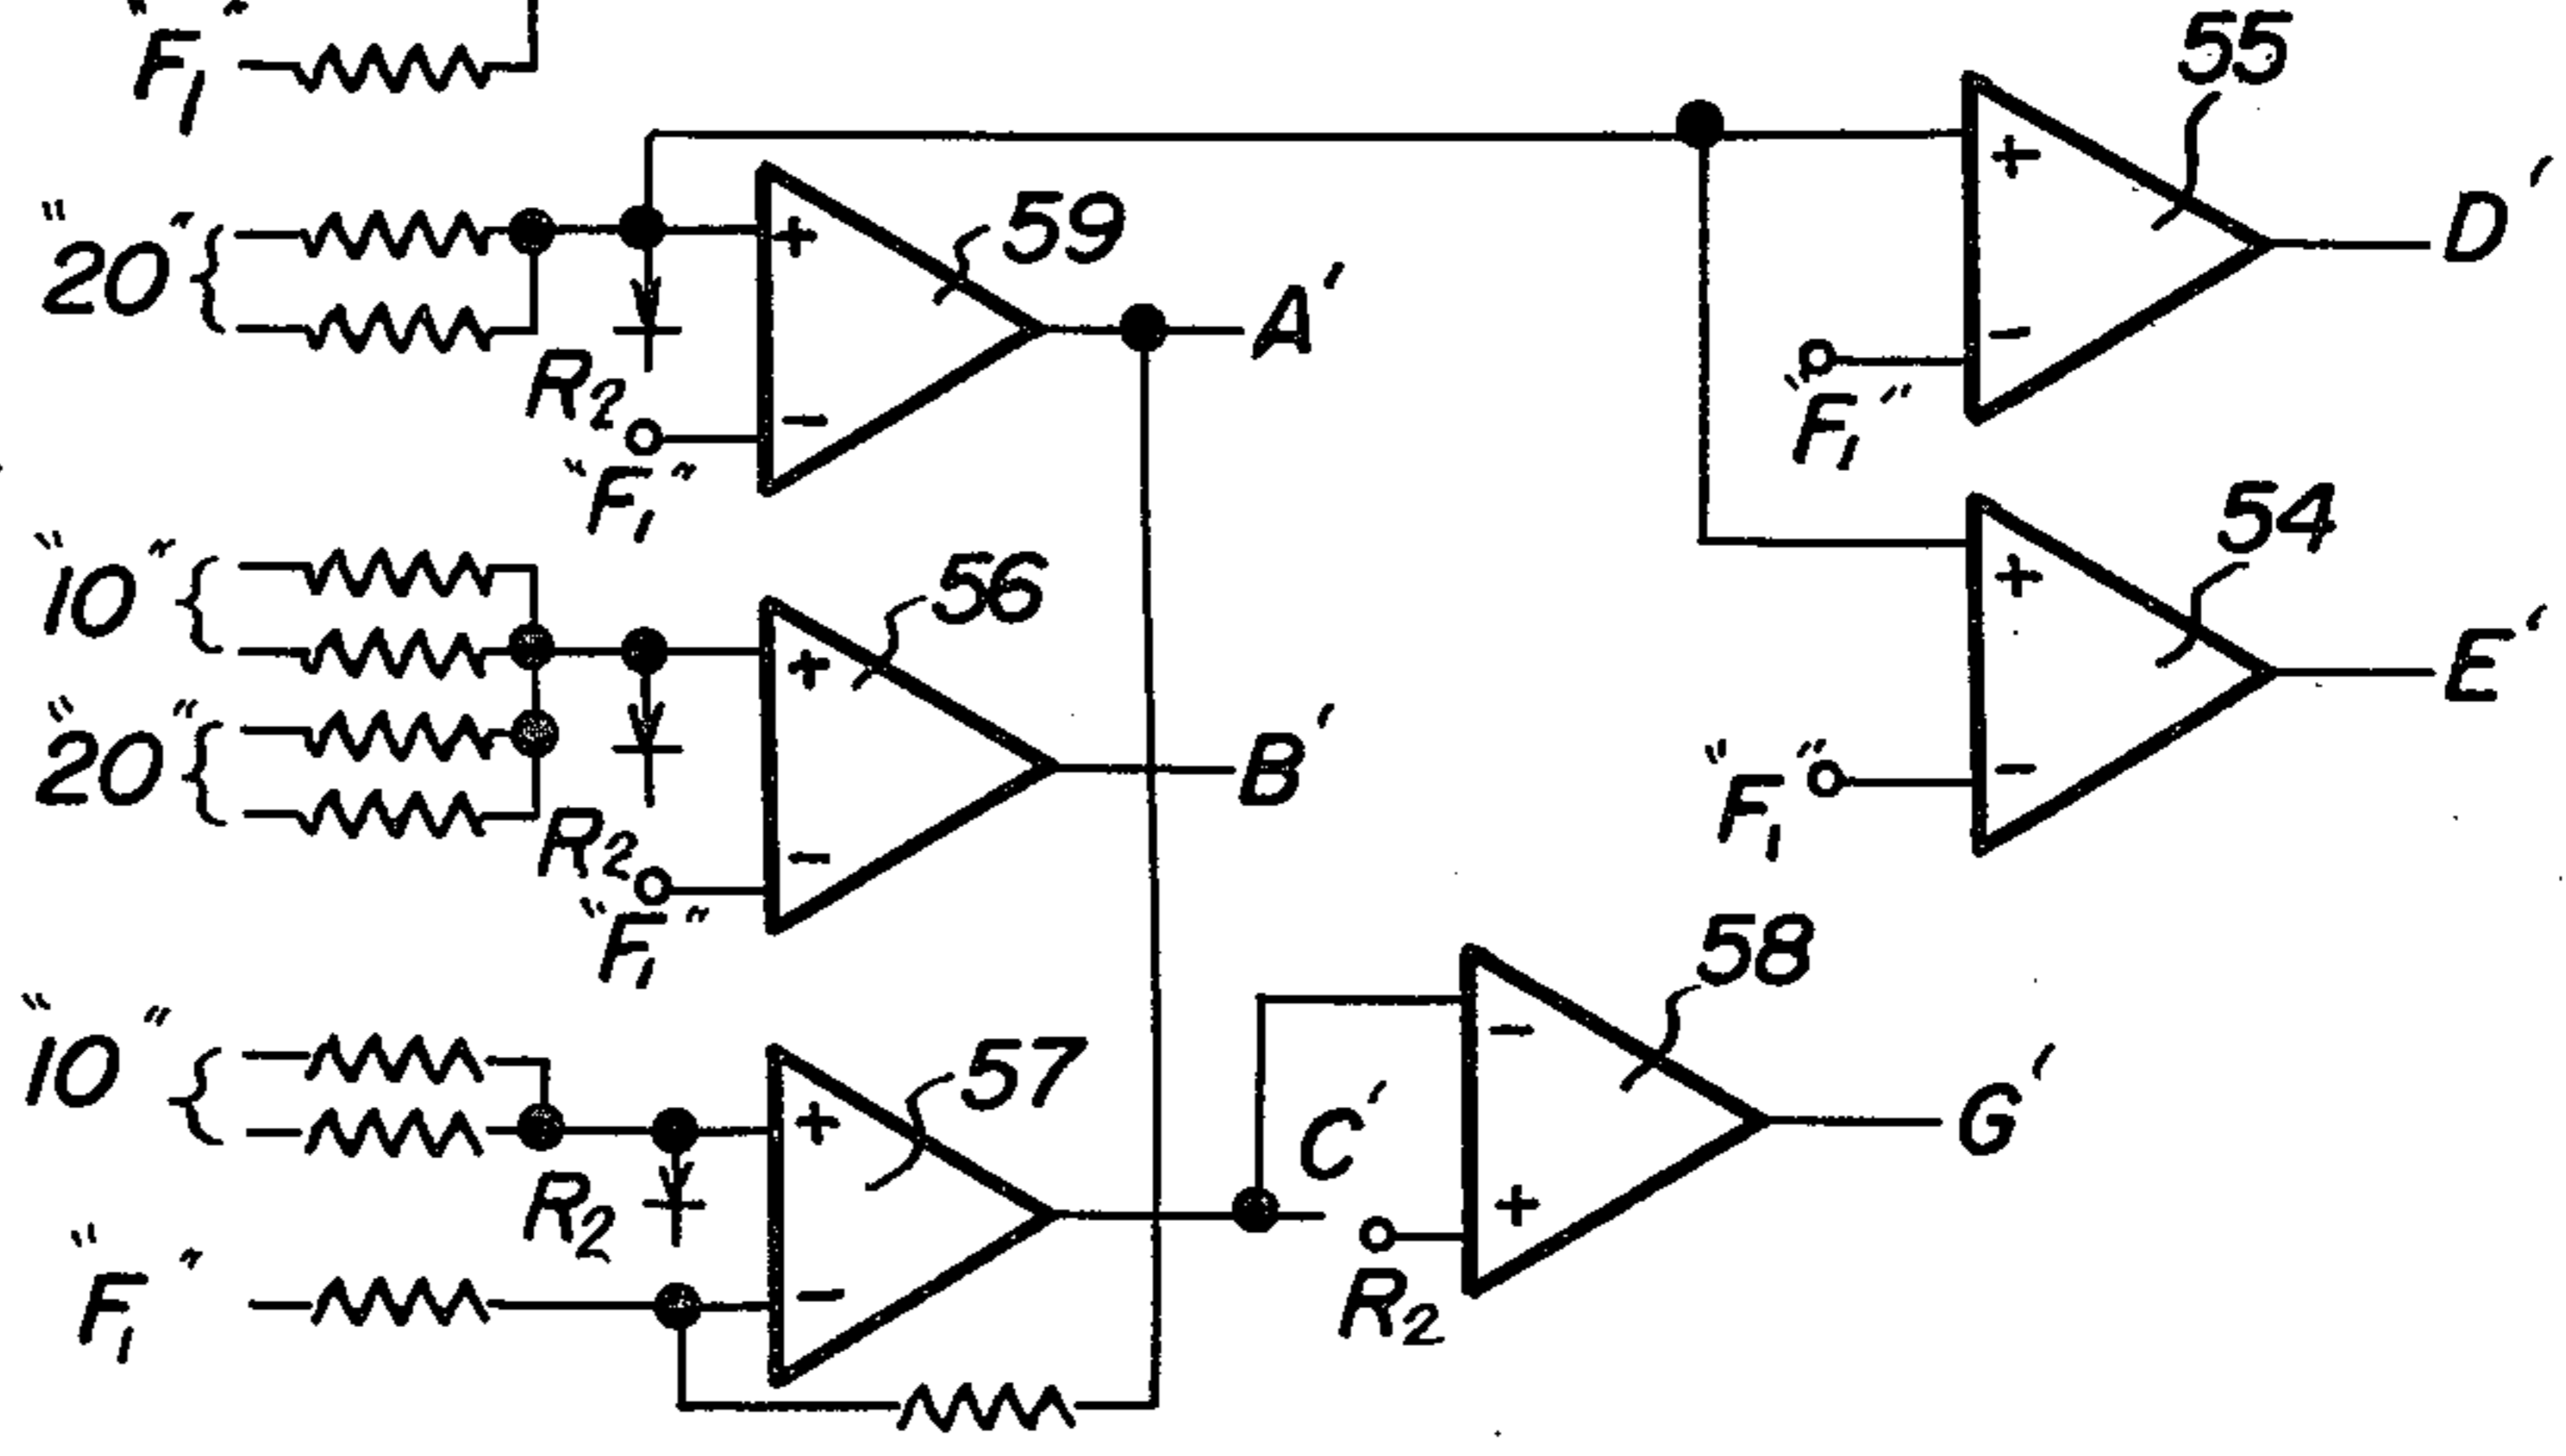 "F₁"
55
+
D'
−
"F₁"
"20"
59
+
A'
R₂
−
"F₁"
54
+
E'
−
"F₁"
"10"
56
+
B'
"20"
R₂
−
"F₁"
58
−
G'
+
R₂
"10"
57
+
C'
R₂
"F₁"
−